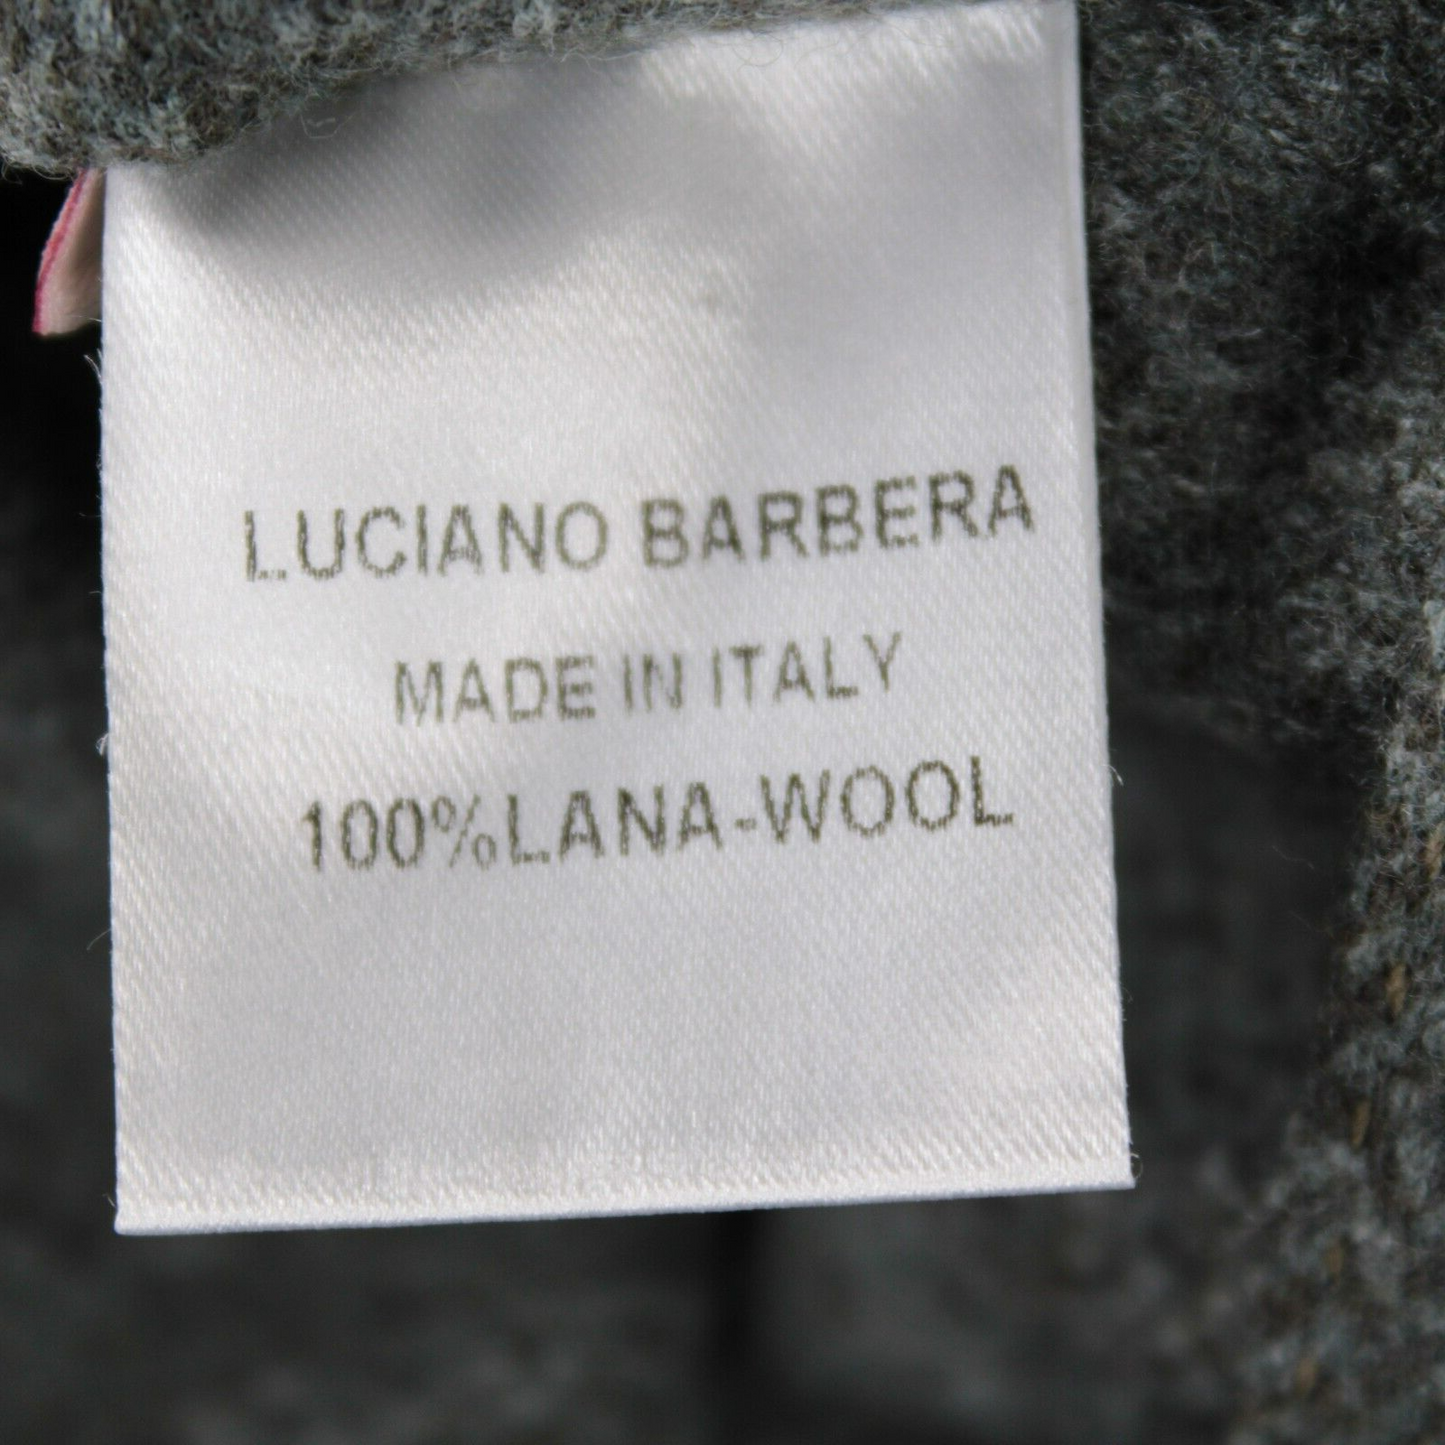 LUCIANO BARBERA
MADE IN ITALY
100%LANA-WOOL